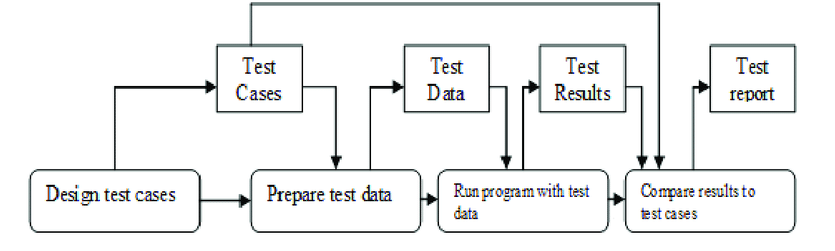 Test
Cases
Test
Data
Test
Results
Test
report
Design test cases
Prepare test data
Run program with test
data
Compare results to
test cases